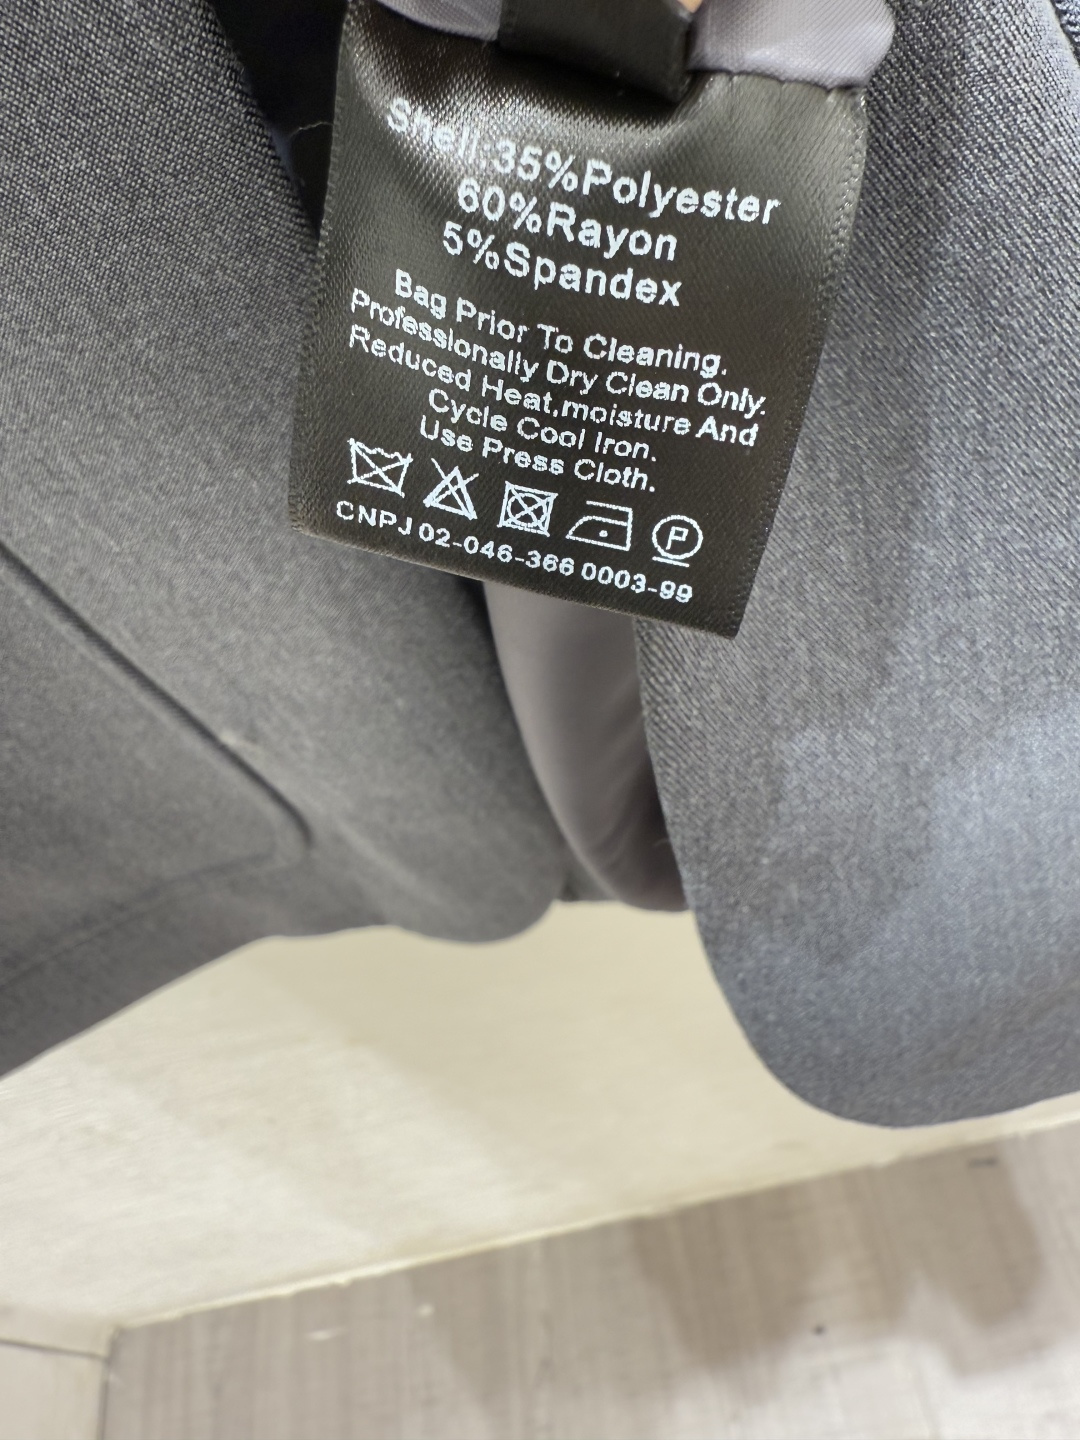 Shell:35%Polyester
60%Rayon
5%Spandex
Bag Prior To Cleaning.
Professionally Dry Clean Only.
Reduced Heat,moisture And
Cycle Cool Iron.
Use Press Cloth.
P
CNPJ 02-046-366 0003-99